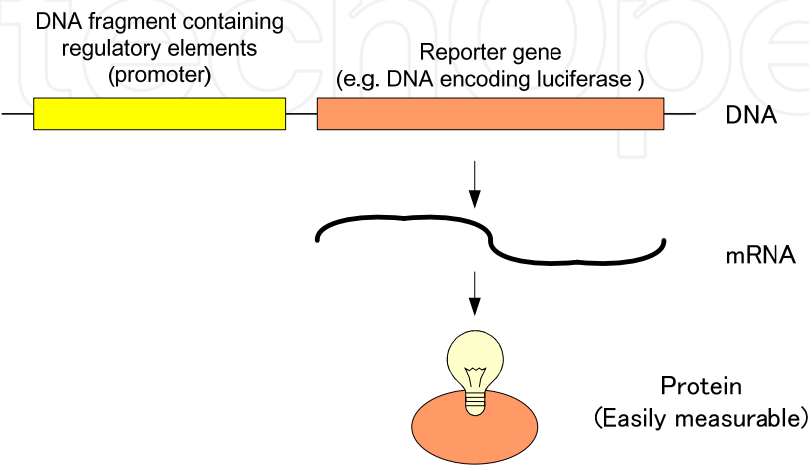 DNA fragment containing
regulatory elements
(promoter)
Reporter gene
(e.g. DNA encoding luciferase )
DNA
mRNA
Protein
(Easily measurable)